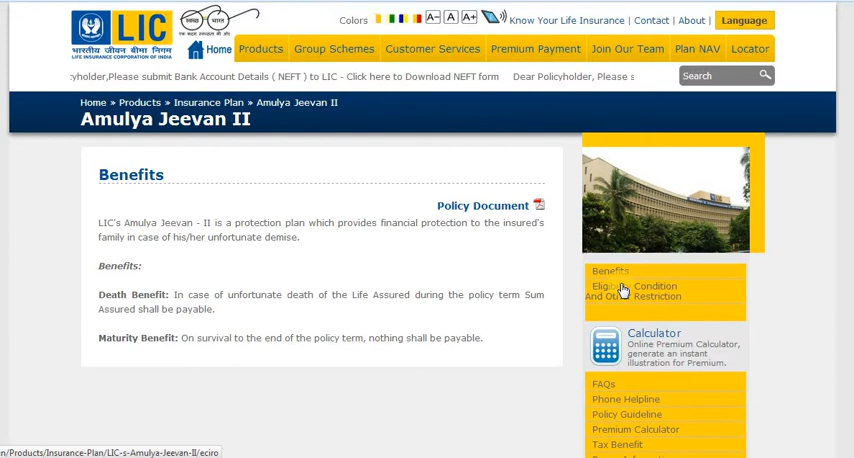 LIC
भारतीय जीवन बीमा निगम
LIFE INSURANCE CORPORATION OF INDIA
स्वच्छ भारत
एक कदम स्वच्छता की ओर
Colors A- A A+ Know Your Life Insurance | Contact | About | Language
Home Products Group Schemes Customer Services Premium Payment Join Our Team Plan NAV Locator
cyholder,Please submit Bank Account Details ( NEFT ) to LIC - Click here to Download NEFT form Dear Policyholder, Please s
Search
Home » Products » Insurance Plan » Amulya Jeevan II
Amulya Jeevan II
Benefits
Policy Document
LIC's Amulya Jeevan - II is a protection plan which provides financial protection to the insured's
family in case of his/her unfortunate demise.
Benefits:
Death Benefit: In case of unfortunate death of the Life Assured during the policy term Sum
Assured shall be payable.
Maturity Benefit: On survival to the end of the policy term, nothing shall be payable.
Benefits
Condition
And Restriction
Calculator
Online Premium Calculator,
generate an instant
illustration for Premium.
FAQs
Phone Helpline
Policy Guideline
Premium Calculator
Tax Benefit
n/Products/Insurance-Plan/LIC-s-Amulya-Jeevan-II/eciro